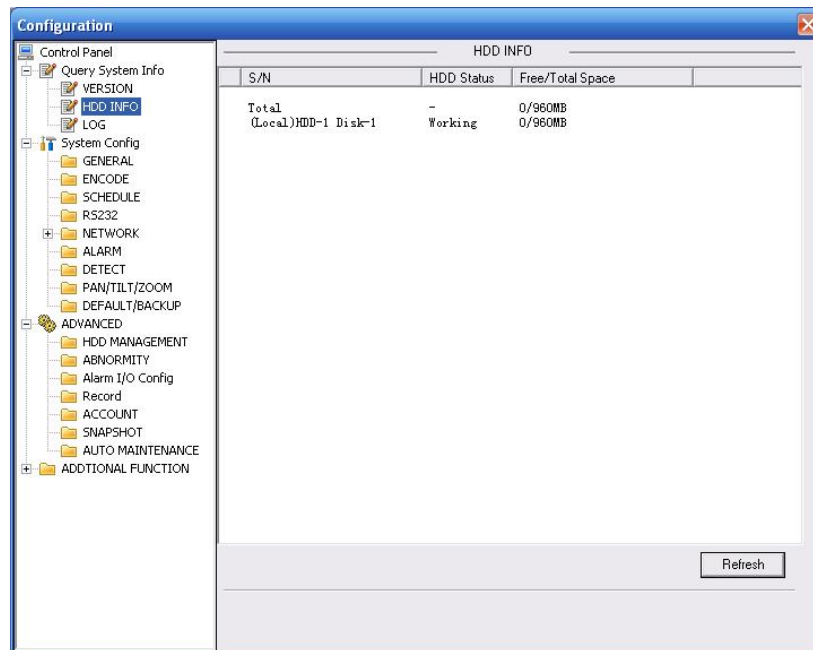 Configuration
Control Panel
Query System Info
VERSION
HDD INFO
LOG
System Config
GENERAL
ENCODE
SCHEDULE
RS232
NETWORK
ALARM
DETECT
PAN/TILT/ZOOM
DEFAULT/BACKUP
ADVANCED
HDD MANAGEMENT
ABNORMITY
Alarm I/O Config
Record
ACCOUNT
SNAPSHOT
AUTO MAINTENANCE
ADDTIONAL FUNCTION
HDD INFO
S/N HDD Status Free/Total Space
Total - 0/960MB
(Local)HDD-1 Disk-1 Working 0/960MB
Refresh